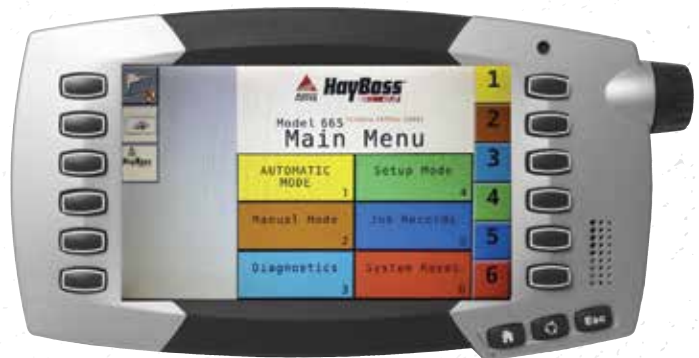 HayBoss
Model 665
Main Menu
AUTOMATIC
MODE
1
Setup Mode
4
Manual Mode
2
Job Records
5
Diagnostics
3
System Reset
6
1
2
3
4
5
6
HayBoss
Esc